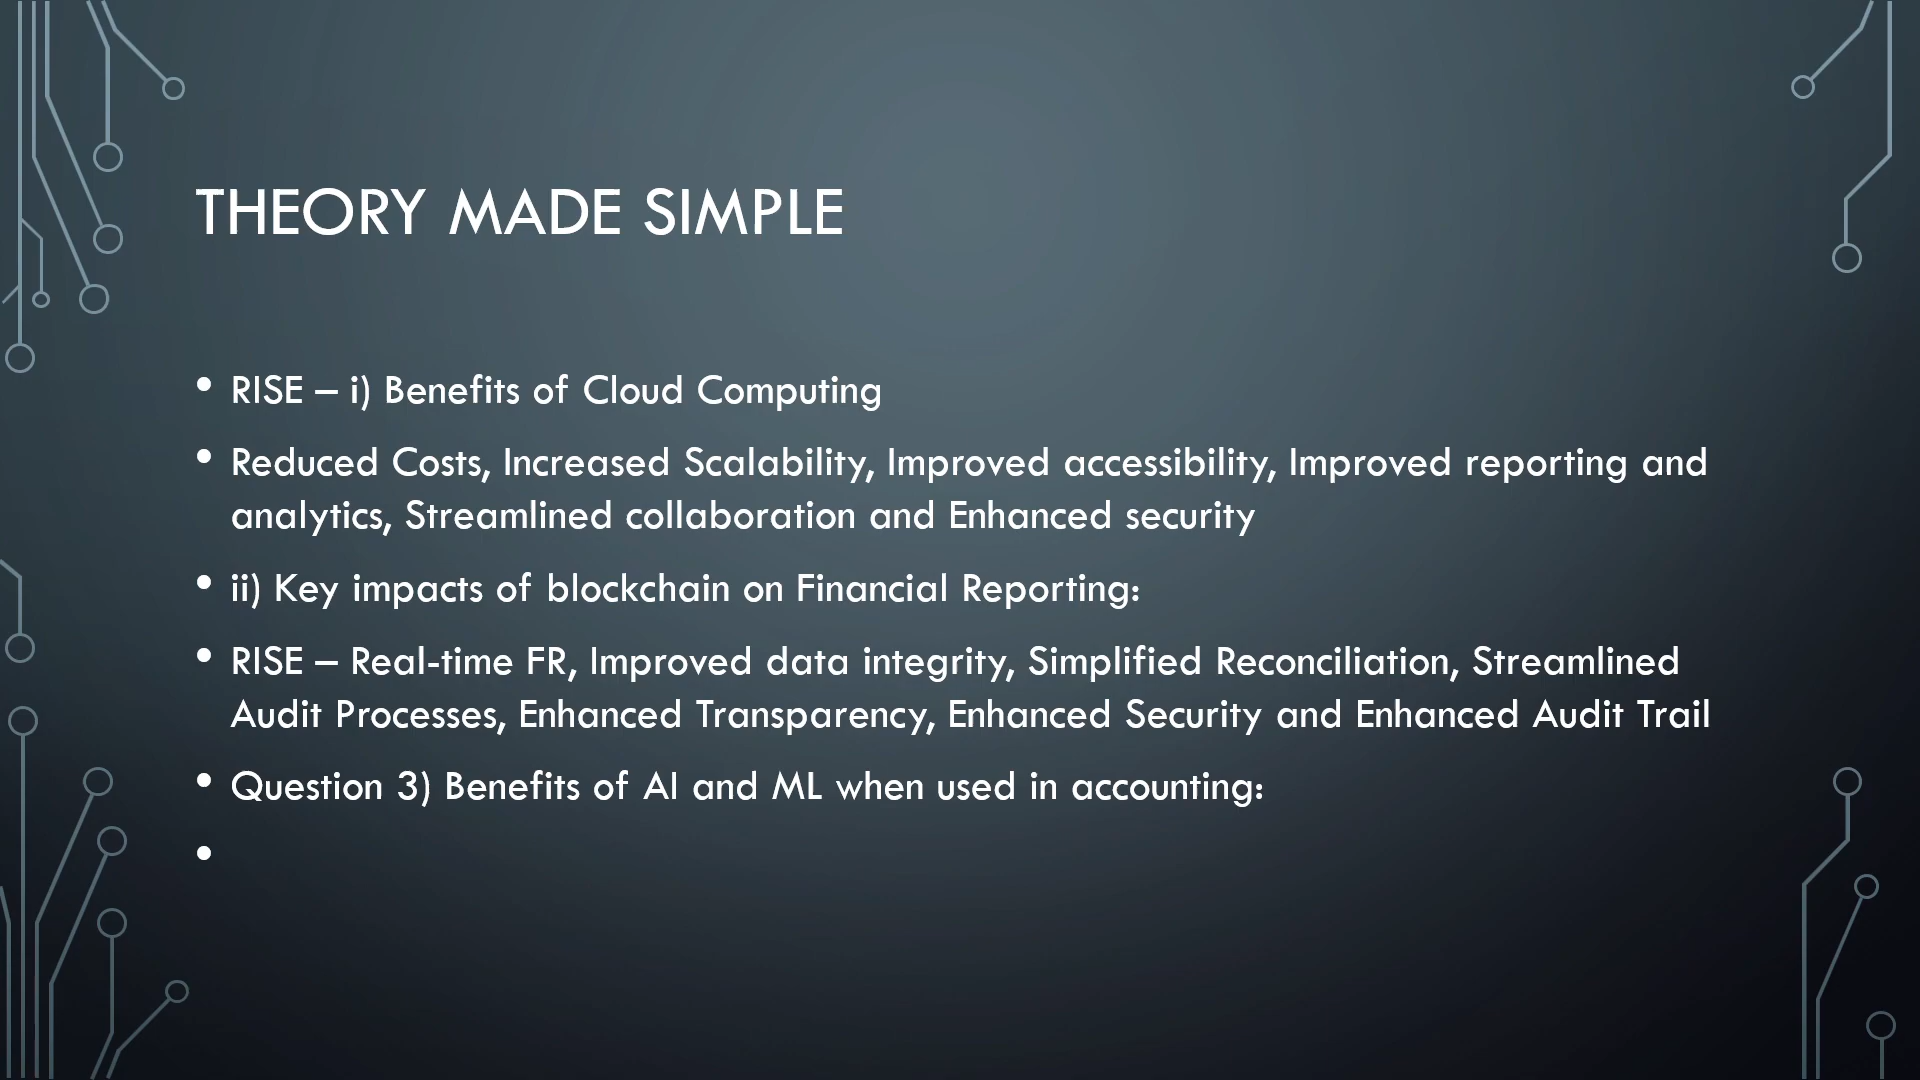 THEORY MADE SIMPLE
• RISE – i) Benefits of Cloud Computing
• Reduced Costs, Increased Scalability, Improved accessibility, Improved reporting and
analytics, Streamlined collaboration and Enhanced security
• ii) Key impacts of blockchain on Financial Reporting:
• RISE – Real-time FR, Improved data integrity, Simplified Reconciliation, Streamlined
Audit Processes, Enhanced Transparency, Enhanced Security and Enhanced Audit Trail
• Question 3) Benefits of AI and ML when used in accounting:
•